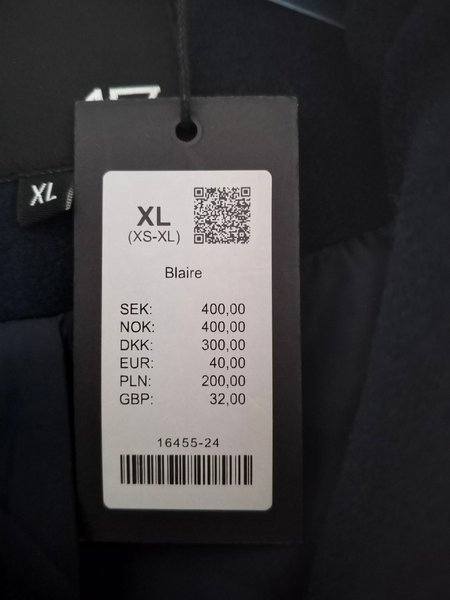 XL
XL
(XS-XL)
Blaire
SEK: 400,00
NOK: 400,00
DKK: 300,00
EUR: 40,00
PLN: 200,00
GBP: 32,00
16455-24